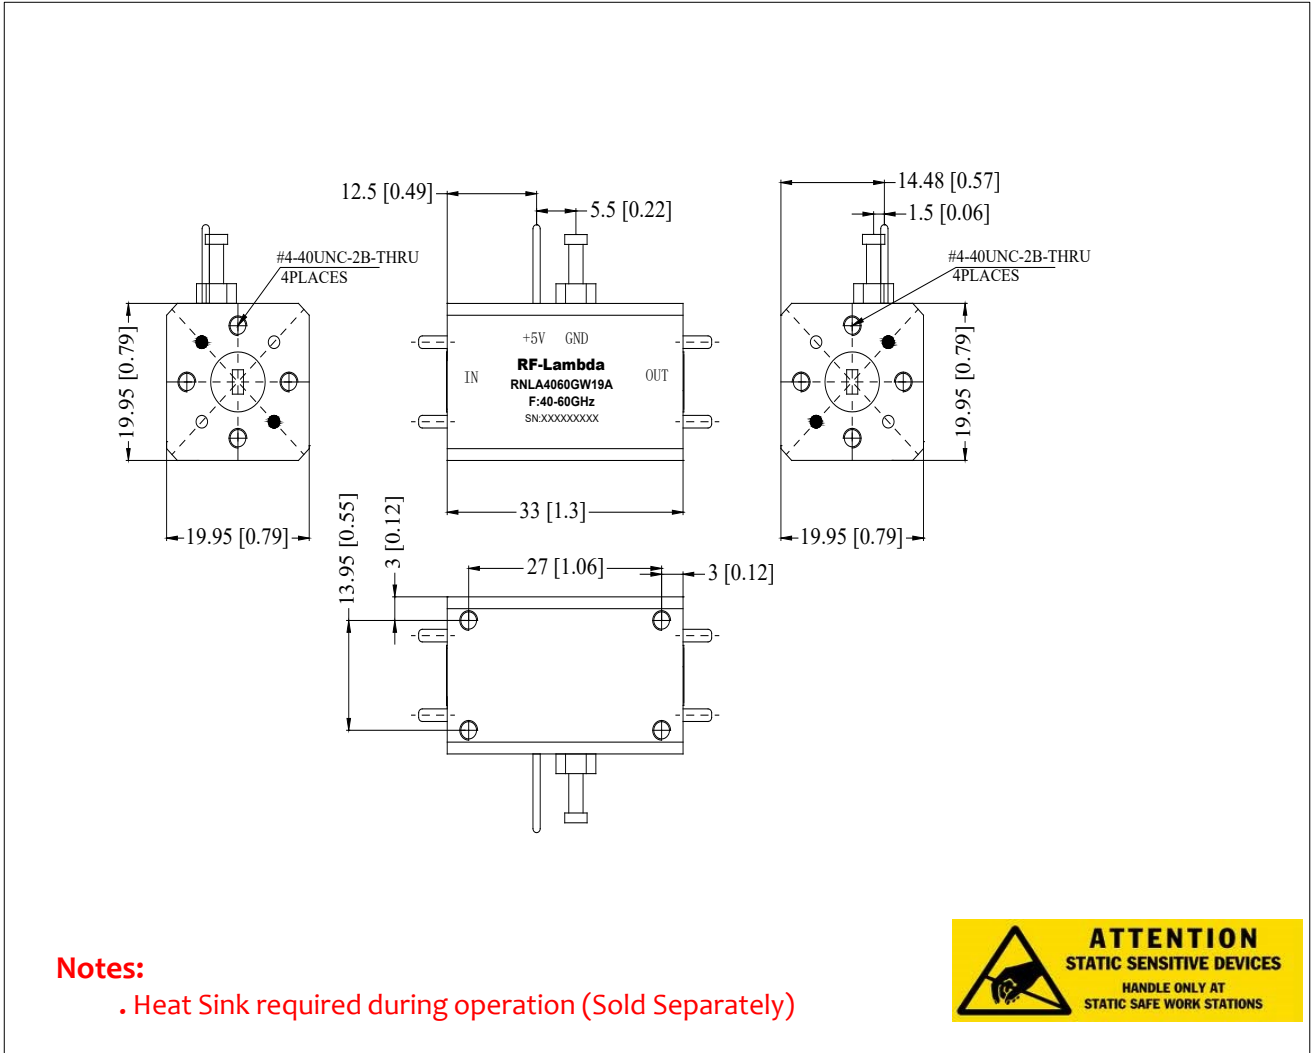 12.5 [0.49]
5.5 [0.22]
14.48 [0.57]
1.5 [0.06]
#4-40UNC-2B-THRU
4PLACES
#4-40UNC-2B-THRU
4PLACES
19.95 [0.79]
+5V GND
RF-Lambda
IN
OUT
RNLA4060GW19A
F:40-60GHz
SN:XXXXXXXXX
19.95 [0.79]
19.95 [0.79]
33 [1.3]
19.95 [0.79]
13.95 [0.55]
3 [0.12]
27 [1.06]
3 [0.12]
Notes:
. Heat Sink required during operation (Sold Separately)
ATTENTION
STATIC SENSITIVE DEVICES
HANDLE ONLY AT
STATIC SAFE WORK STATIONS